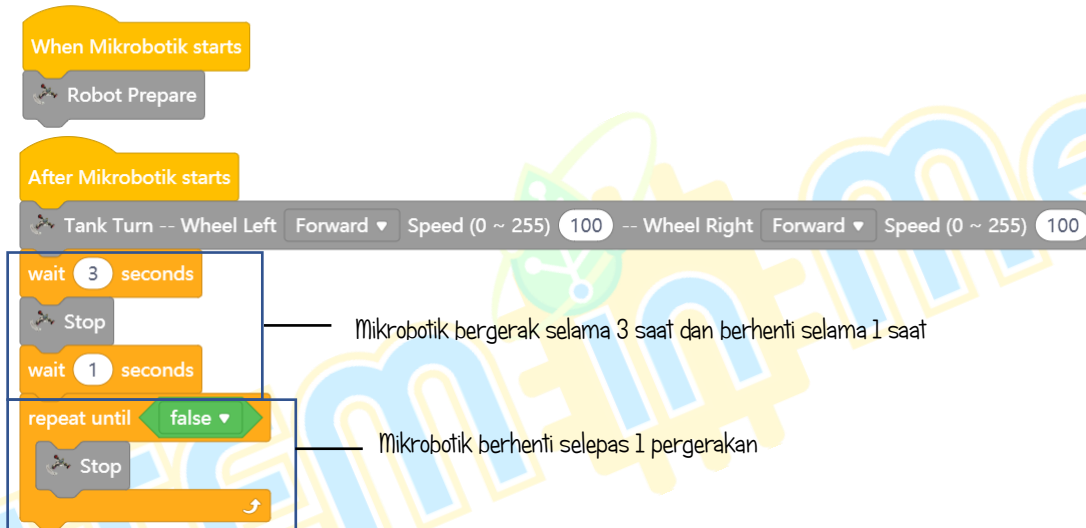 When Mikrobotik starts
Robot Prepare
After Mikrobotik starts
Tank Turn -- Wheel Left Forward ▾ Speed (0 ~ 255) 100 -- Wheel Right Forward ▾ Speed (0 ~ 255) 100
wait 3 seconds
Stop
Mikrobotik bergerak selama 3 saat dan berhenti selama 1 saat
wait 1 seconds
repeat until false ▾
Mikrobotik berhenti selepas 1 pergerakan
Stop